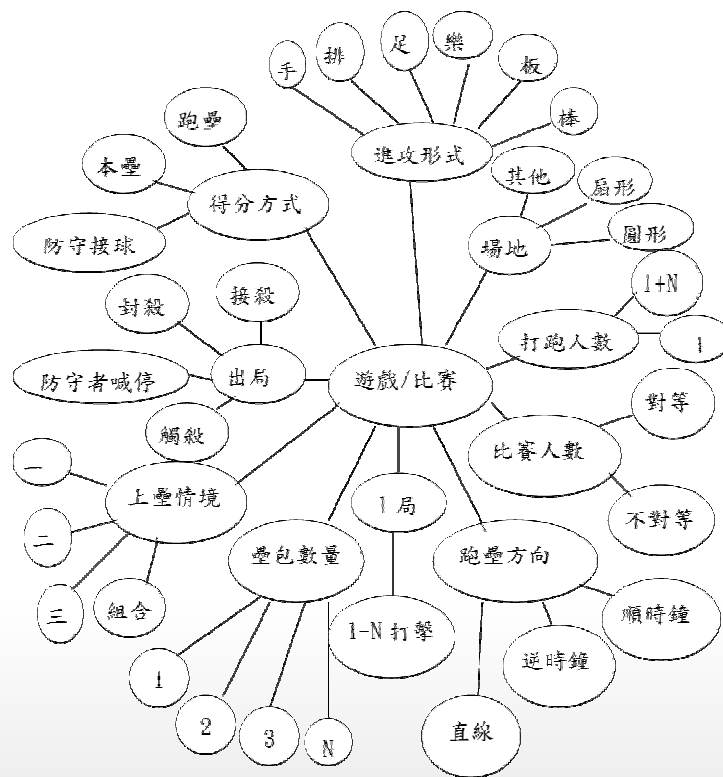 手
排
足
樂
板
棒
進攻形式
跑壘
本壘
得分方式
防守接球
其他
扇形
場地
圓形
1+N
打跑人數
1
封殺
接殺
防守者喊停
出局
觸殺
遊戲/比賽
對等
比賽人數
不對等
一
上壘情境
二
三
組合
1局
1-N打擊
壘包數量
1
2
3
N
跑壘方向
順時鐘
逆時鐘
直線